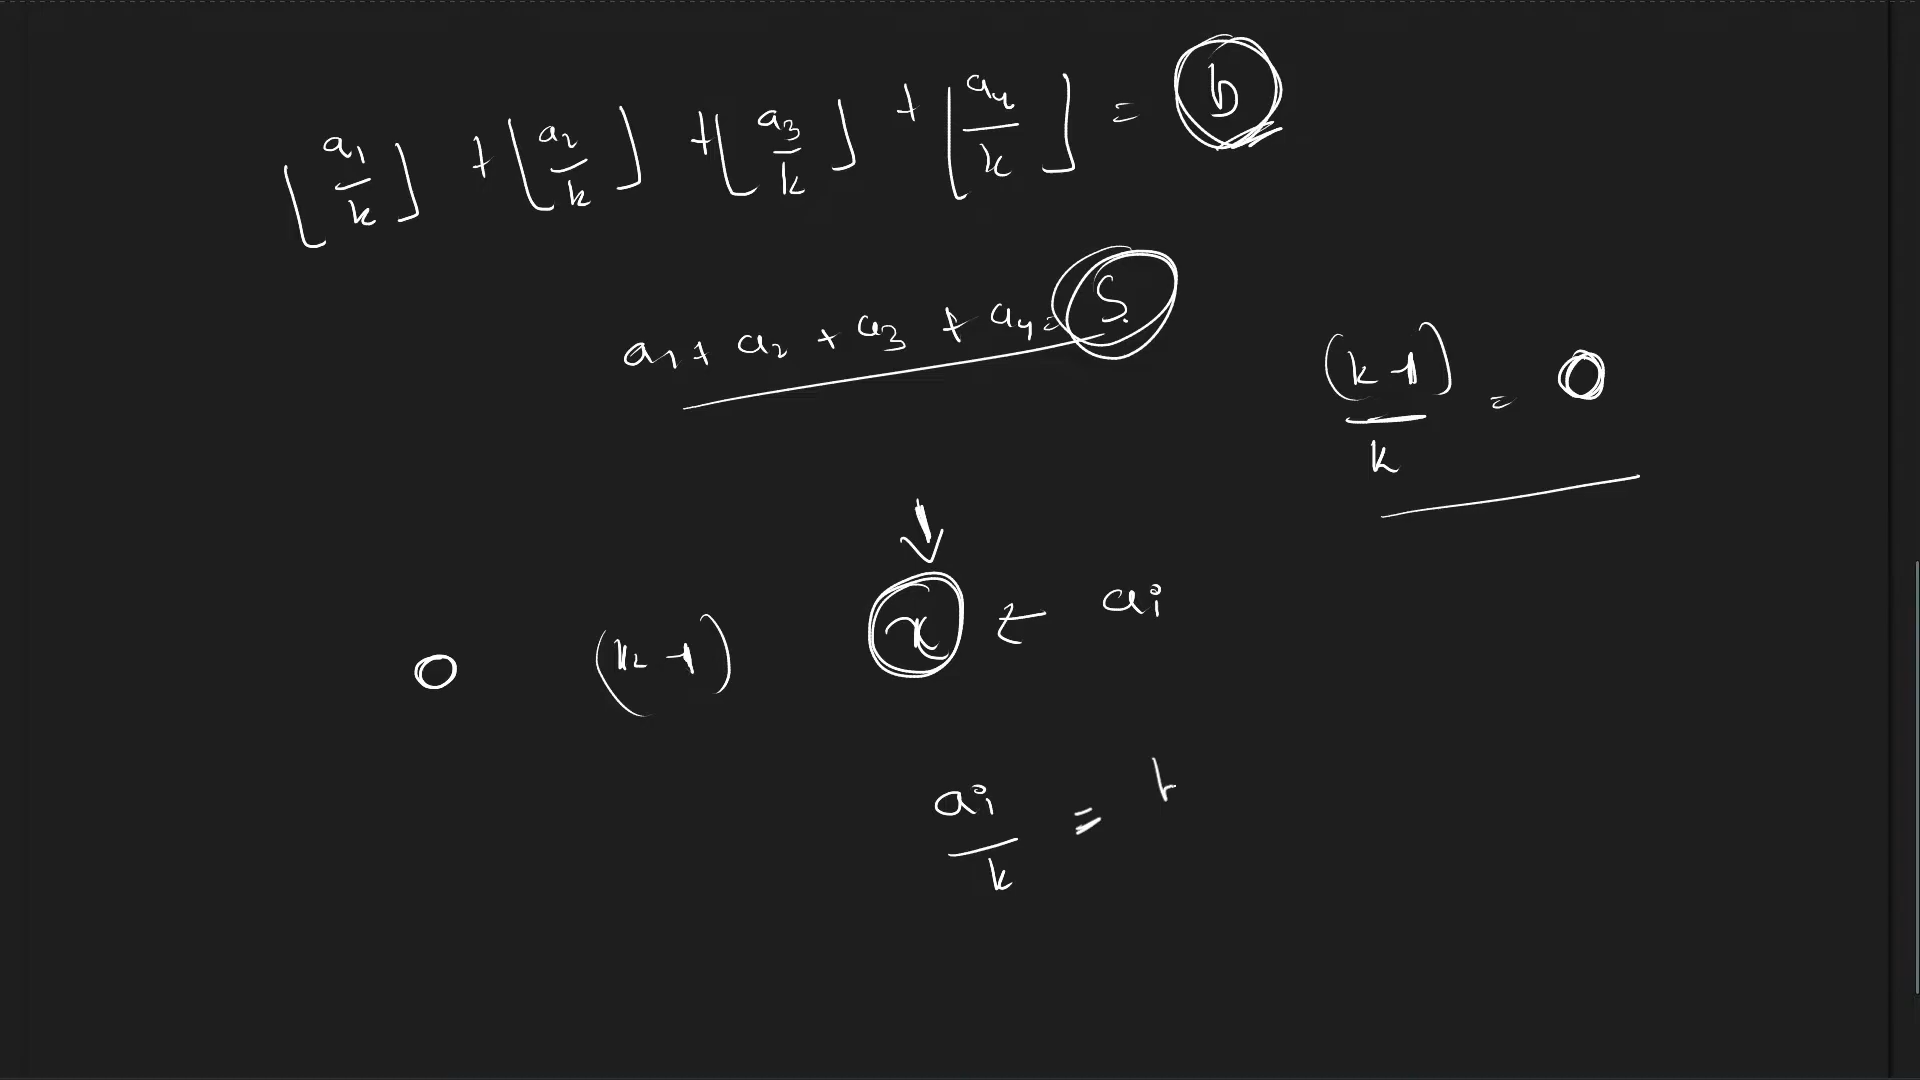 ⌊a₁/k⌋ + ⌊a₂/k⌋ + ⌊a₃/k⌋ + ⌊a₄/k⌋ = b
a₁ + a₂ + a₃ + a₄ = S.
(k-1)/k = 0
0 (k-1) x ← aᵢ
aᵢ/k =